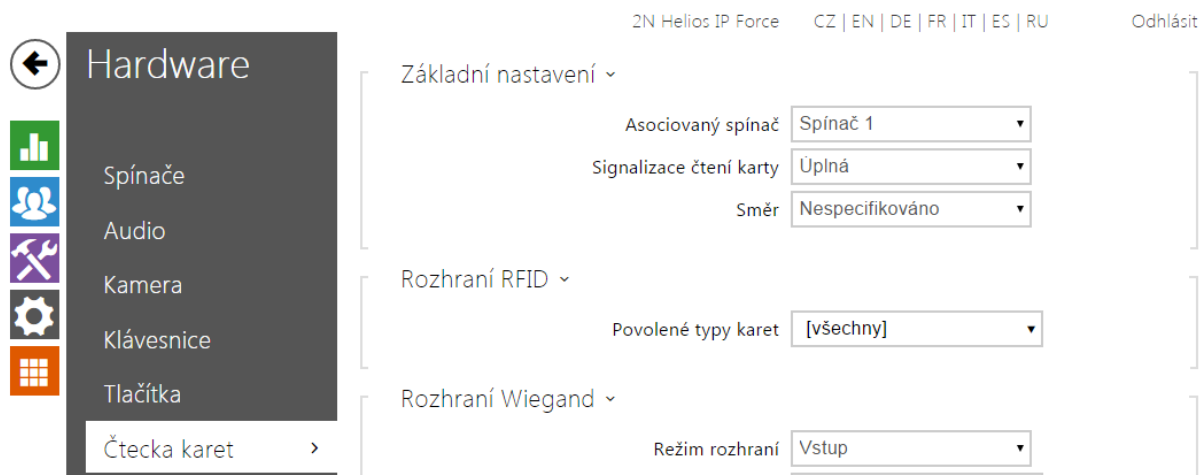 2N Helios IP Force CZ | EN | DE | FR | IT | ES | RU Odhlásit
Hardware
Spínače
Audio
Kamera
Klávesnice
Tlačítka
Čtecka karet
Základní nastavení
Asociovaný spínač Spínač 1
Signalizace čtení karty Úplná
Směr Nespecifikováno
Rozhraní RFID
Povolené typy karet [všechny]
Rozhraní Wiegand
Režim rozhraní Vstup